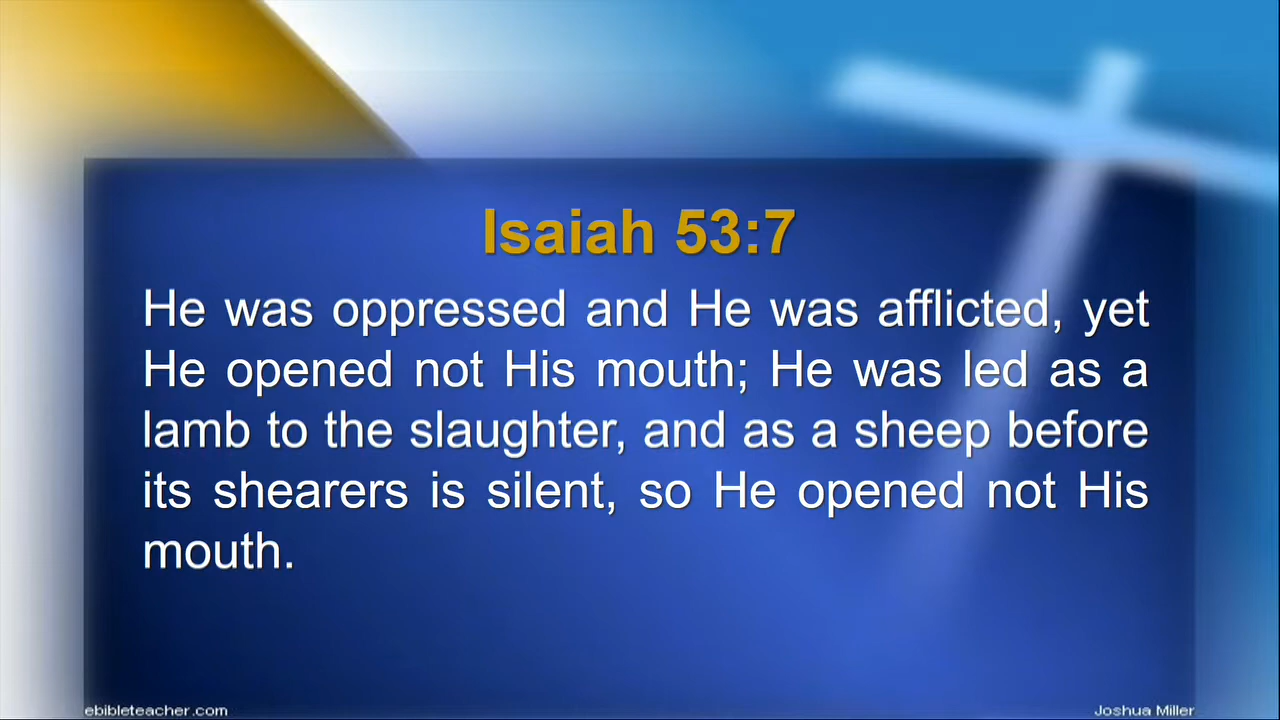 Isaiah 53:7
He was oppressed and He was afflicted, yet
He opened not His mouth; He was led as a
lamb to the slaughter, and as a sheep before
its shearers is silent, so He opened not His
mouth.
ebibleteacher.com
Joshua Miller